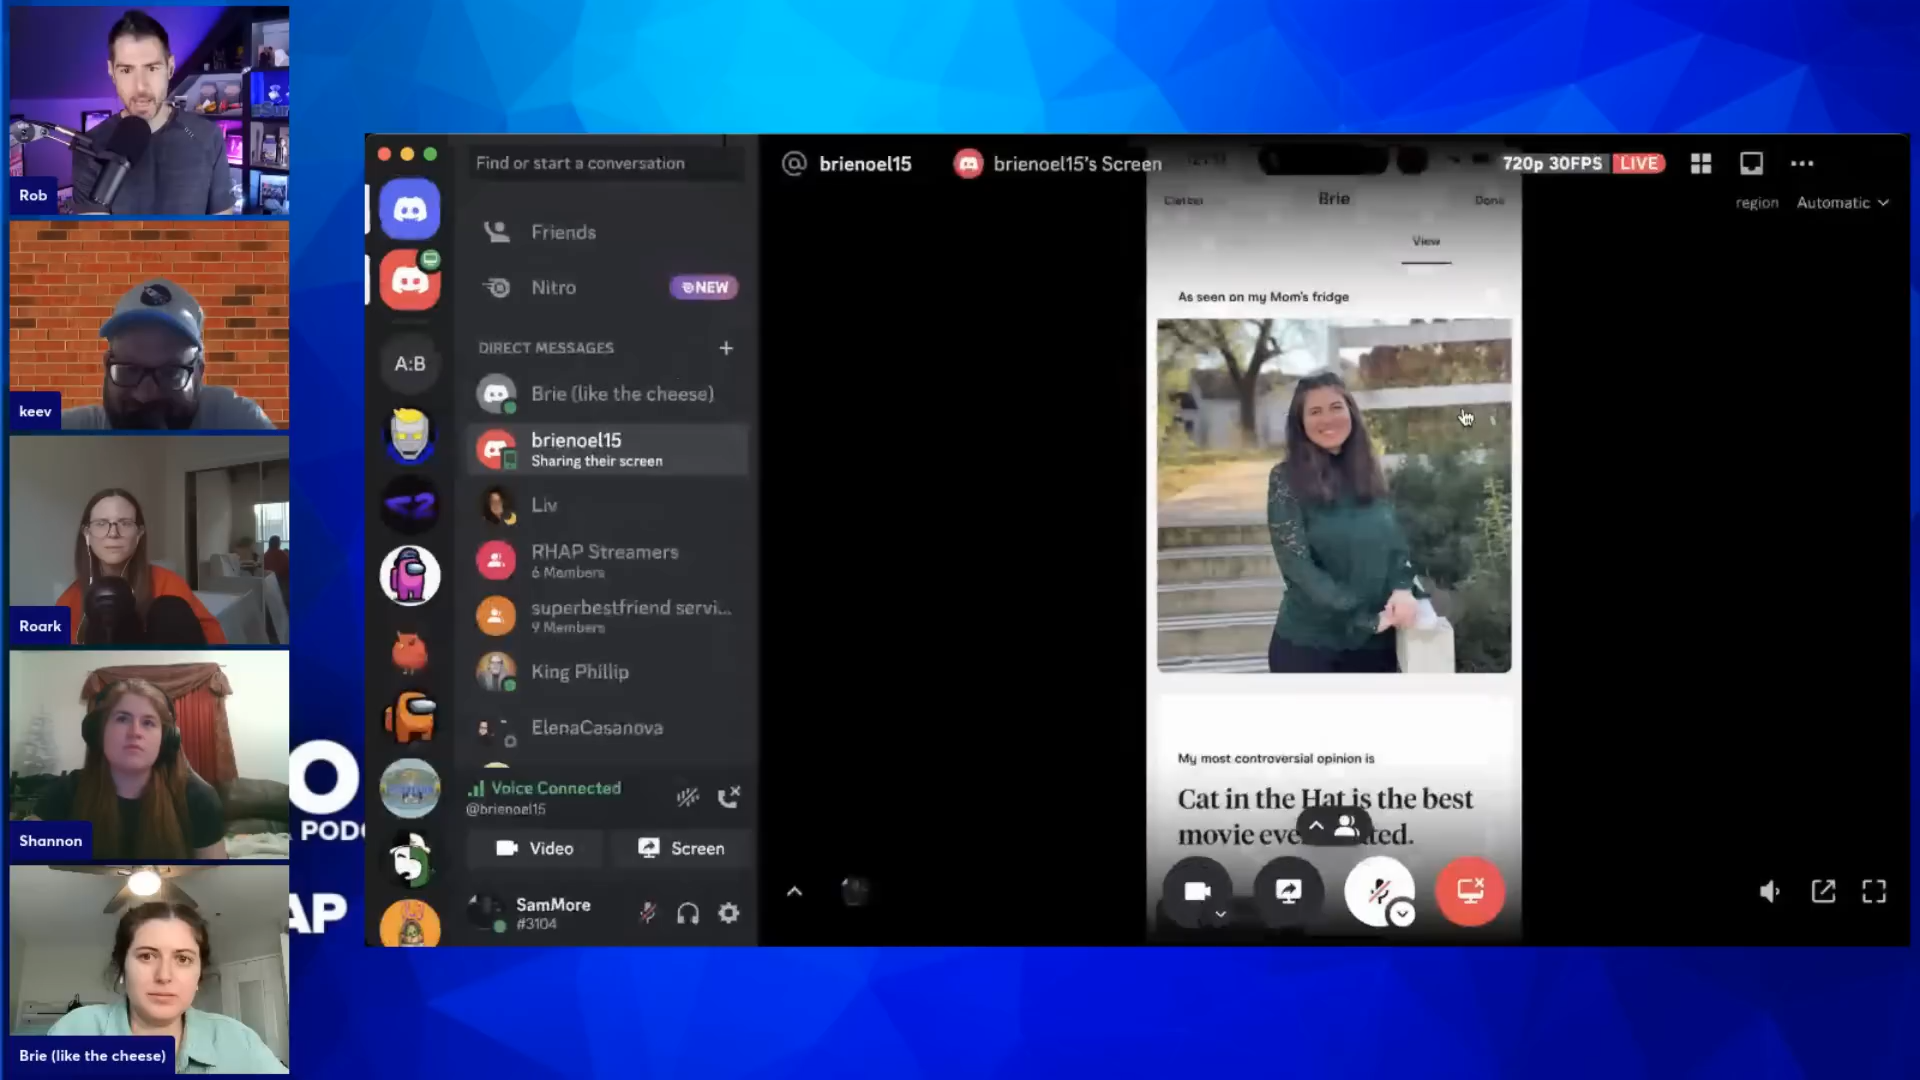 Rob
keev
Roark
Shannon
Brie (like the cheese)
O
POD
AP
Find or start a conversation
Friends
Nitro
NEW
DIRECT MESSAGES
A:B
Brie (like the cheese)
brienoel15
Sharing their screen
Liv
RHAP Streamers
6 Members
superbestfriend servi...
9 Members
King Phillip
ElenaCasanova
Voice Connected
@brienoel15
Video
Screen
SamMore
#3104
brienoel15
brienoel15's Screen
720p 30FPS LIVE
region Automatic
Cancel
Brie
Done
View
As seen on my Mom's fridge
My most controversial opinion is
Cat in the Hat is the best
movie eve